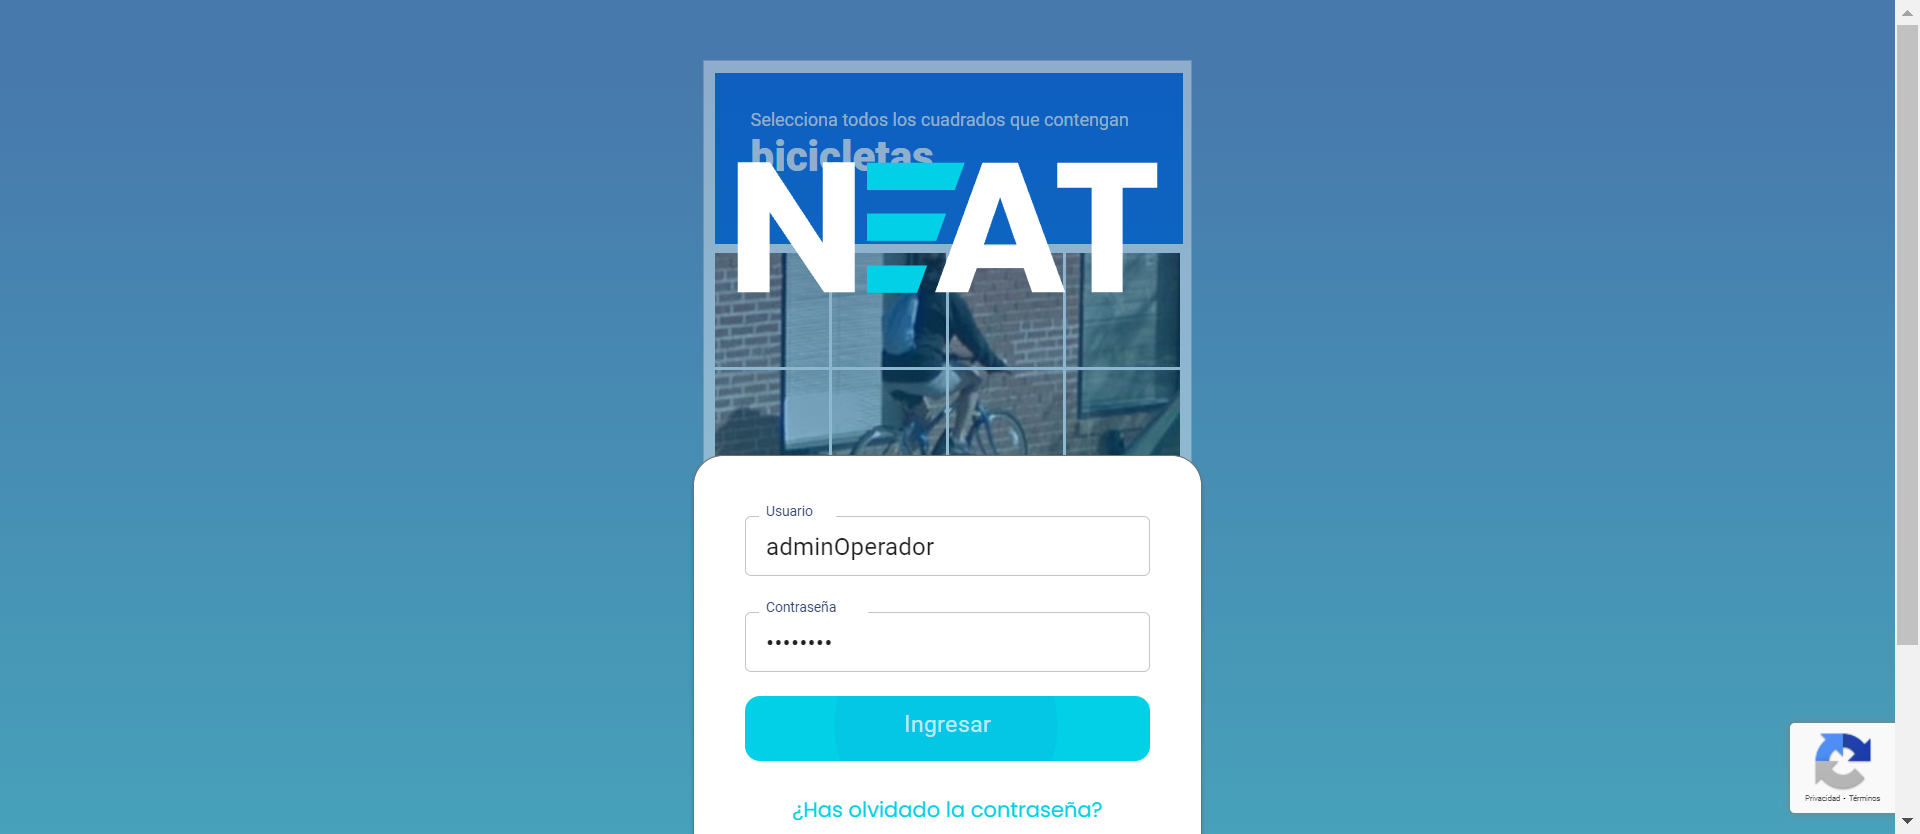 Selecciona todos los cuadrados que contengan
bicicletas
NEAT
Usuario
adminOperador
Contraseña
••••••••
Ingresar
¿Has olvidado la contraseña?
Privacidad - Términos